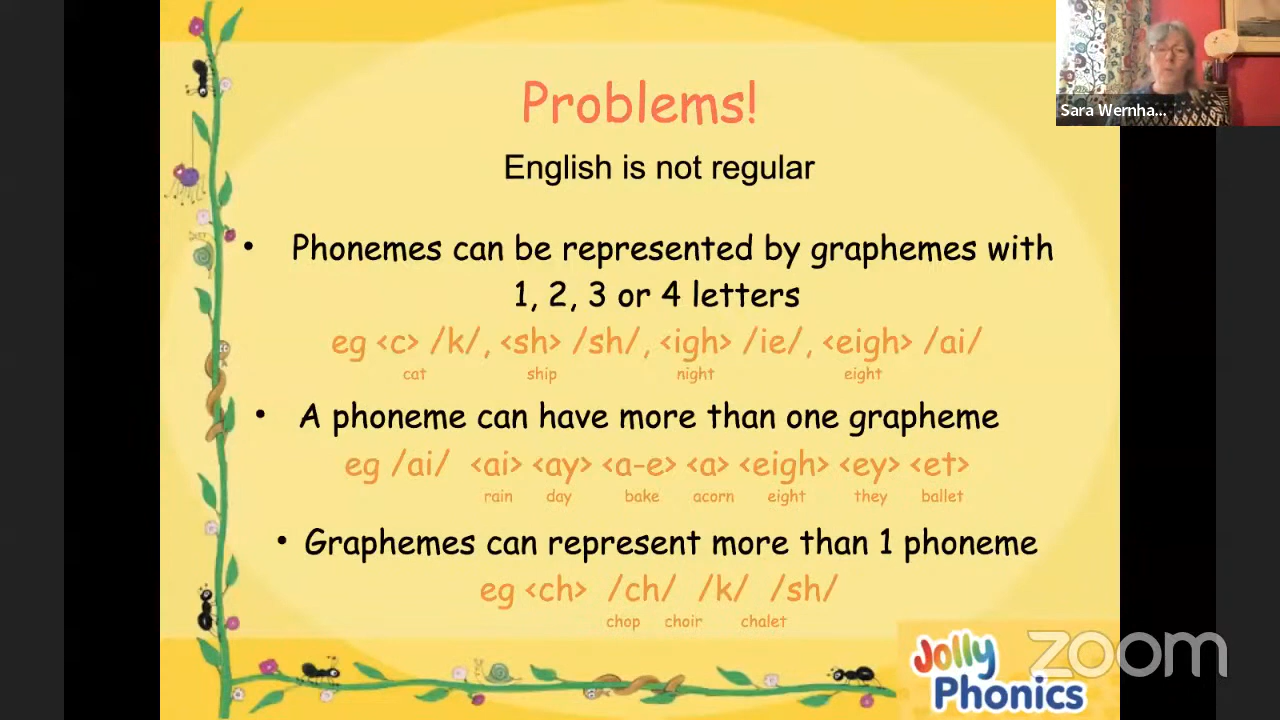 Problems!
English is not regular
• Phonemes can be represented by graphemes with
1, 2, 3 or 4 letters
eg <c> /k/, <sh> /sh/, <igh> /ie/, <eigh> /ai/
cat ship night eight
• A phoneme can have more than one grapheme
eg /ai/ <ai> <ay> <a-e> <a> <eigh> <ey> <et>
rain day bake acorn eight they ballet
• Graphemes can represent more than 1 phoneme
eg <ch> /ch/ /k/ /sh/
chop choir chalet
Sara Wernha...
Jolly
Phonics
zoom